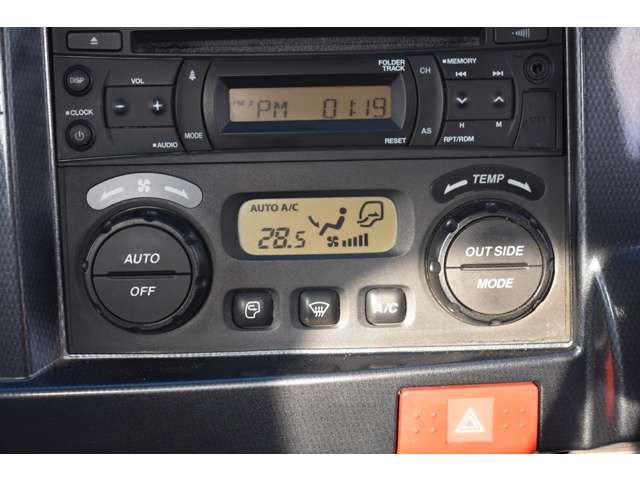 FOLDER
TRACK
CH
MEMORY
DISP
VOL
- +
CLOCK
PM 01:19
MODE
AUDIO
RESET
AS
H M
RPT/RDM
AUTO A/C
28.5
TEMP
AUTO
OFF
OUT SIDE
MODE
A/C